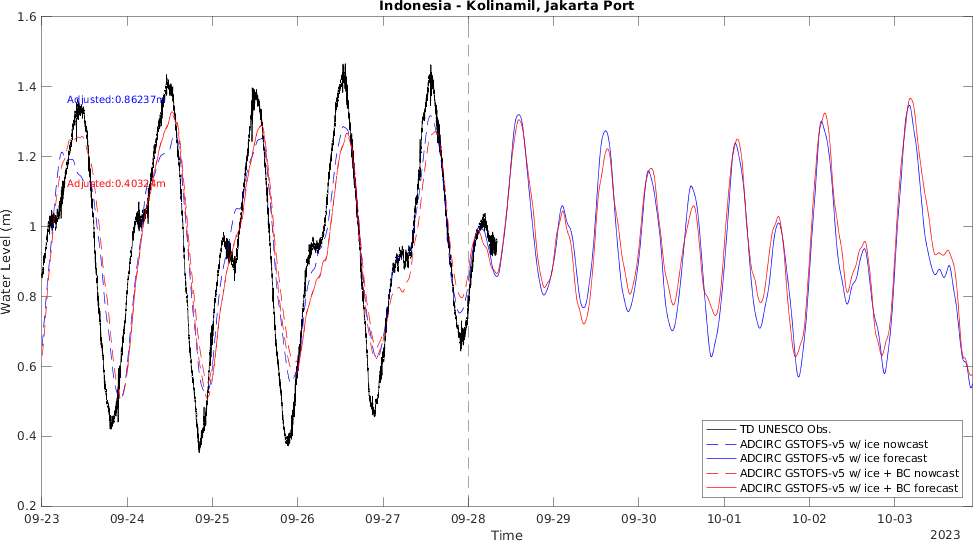 Indonesia - Kolinamil, Jakarta Port
1.6
1.4
1.2
1
0.8
0.6
0.4
0.2
Water Level (m)
Adjusted:0.86237m
Adjusted:0.40324m
TD UNESCO Obs.
ADCIRC GSTOFS-v5 w/ ice nowcast
ADCIRC GSTOFS-v5 w/ ice forecast
ADCIRC GSTOFS-v5 w/ ice + BC nowcast
ADCIRC GSTOFS-v5 w/ ice + BC forecast
09-23 09-24 09-25 09-26 09-27 09-28 09-29 09-30 10-01 10-02 10-03
Time
2023